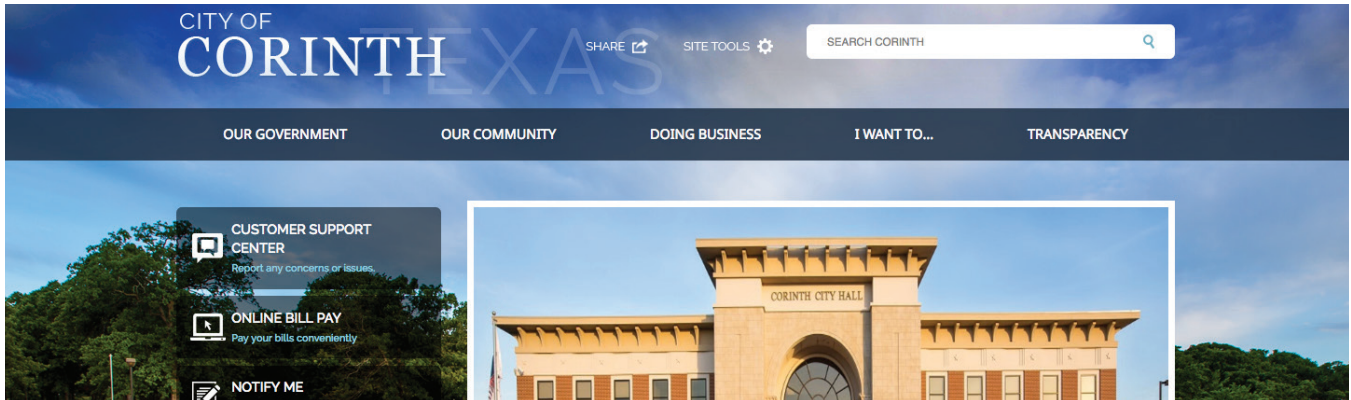 CITY OF
CORINTH
TEXAS
SHARE
SITE TOOLS
SEARCH CORINTH
OUR GOVERNMENT
OUR COMMUNITY
DOING BUSINESS
I WANT TO...
TRANSPARENCY
CUSTOMER SUPPORT
CENTER
Report any concerns or issues.
ONLINE BILL PAY
Pay your bills conveniently
NOTIFY ME
CORINTH CITY HALL